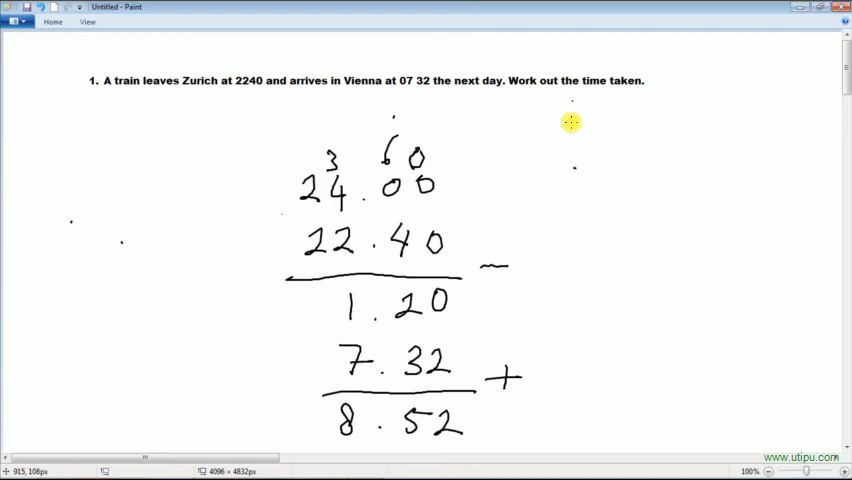 Untitled - Paint
Home View
1. A train leaves Zurich at 2240 and arrives in Vienna at 07 32 the next day. Work out the time taken.
3 60
24.00
22.40 −
1.20
7.32 +
8.52
www.utipu.com
915, 108px 4096 × 4832px 100%